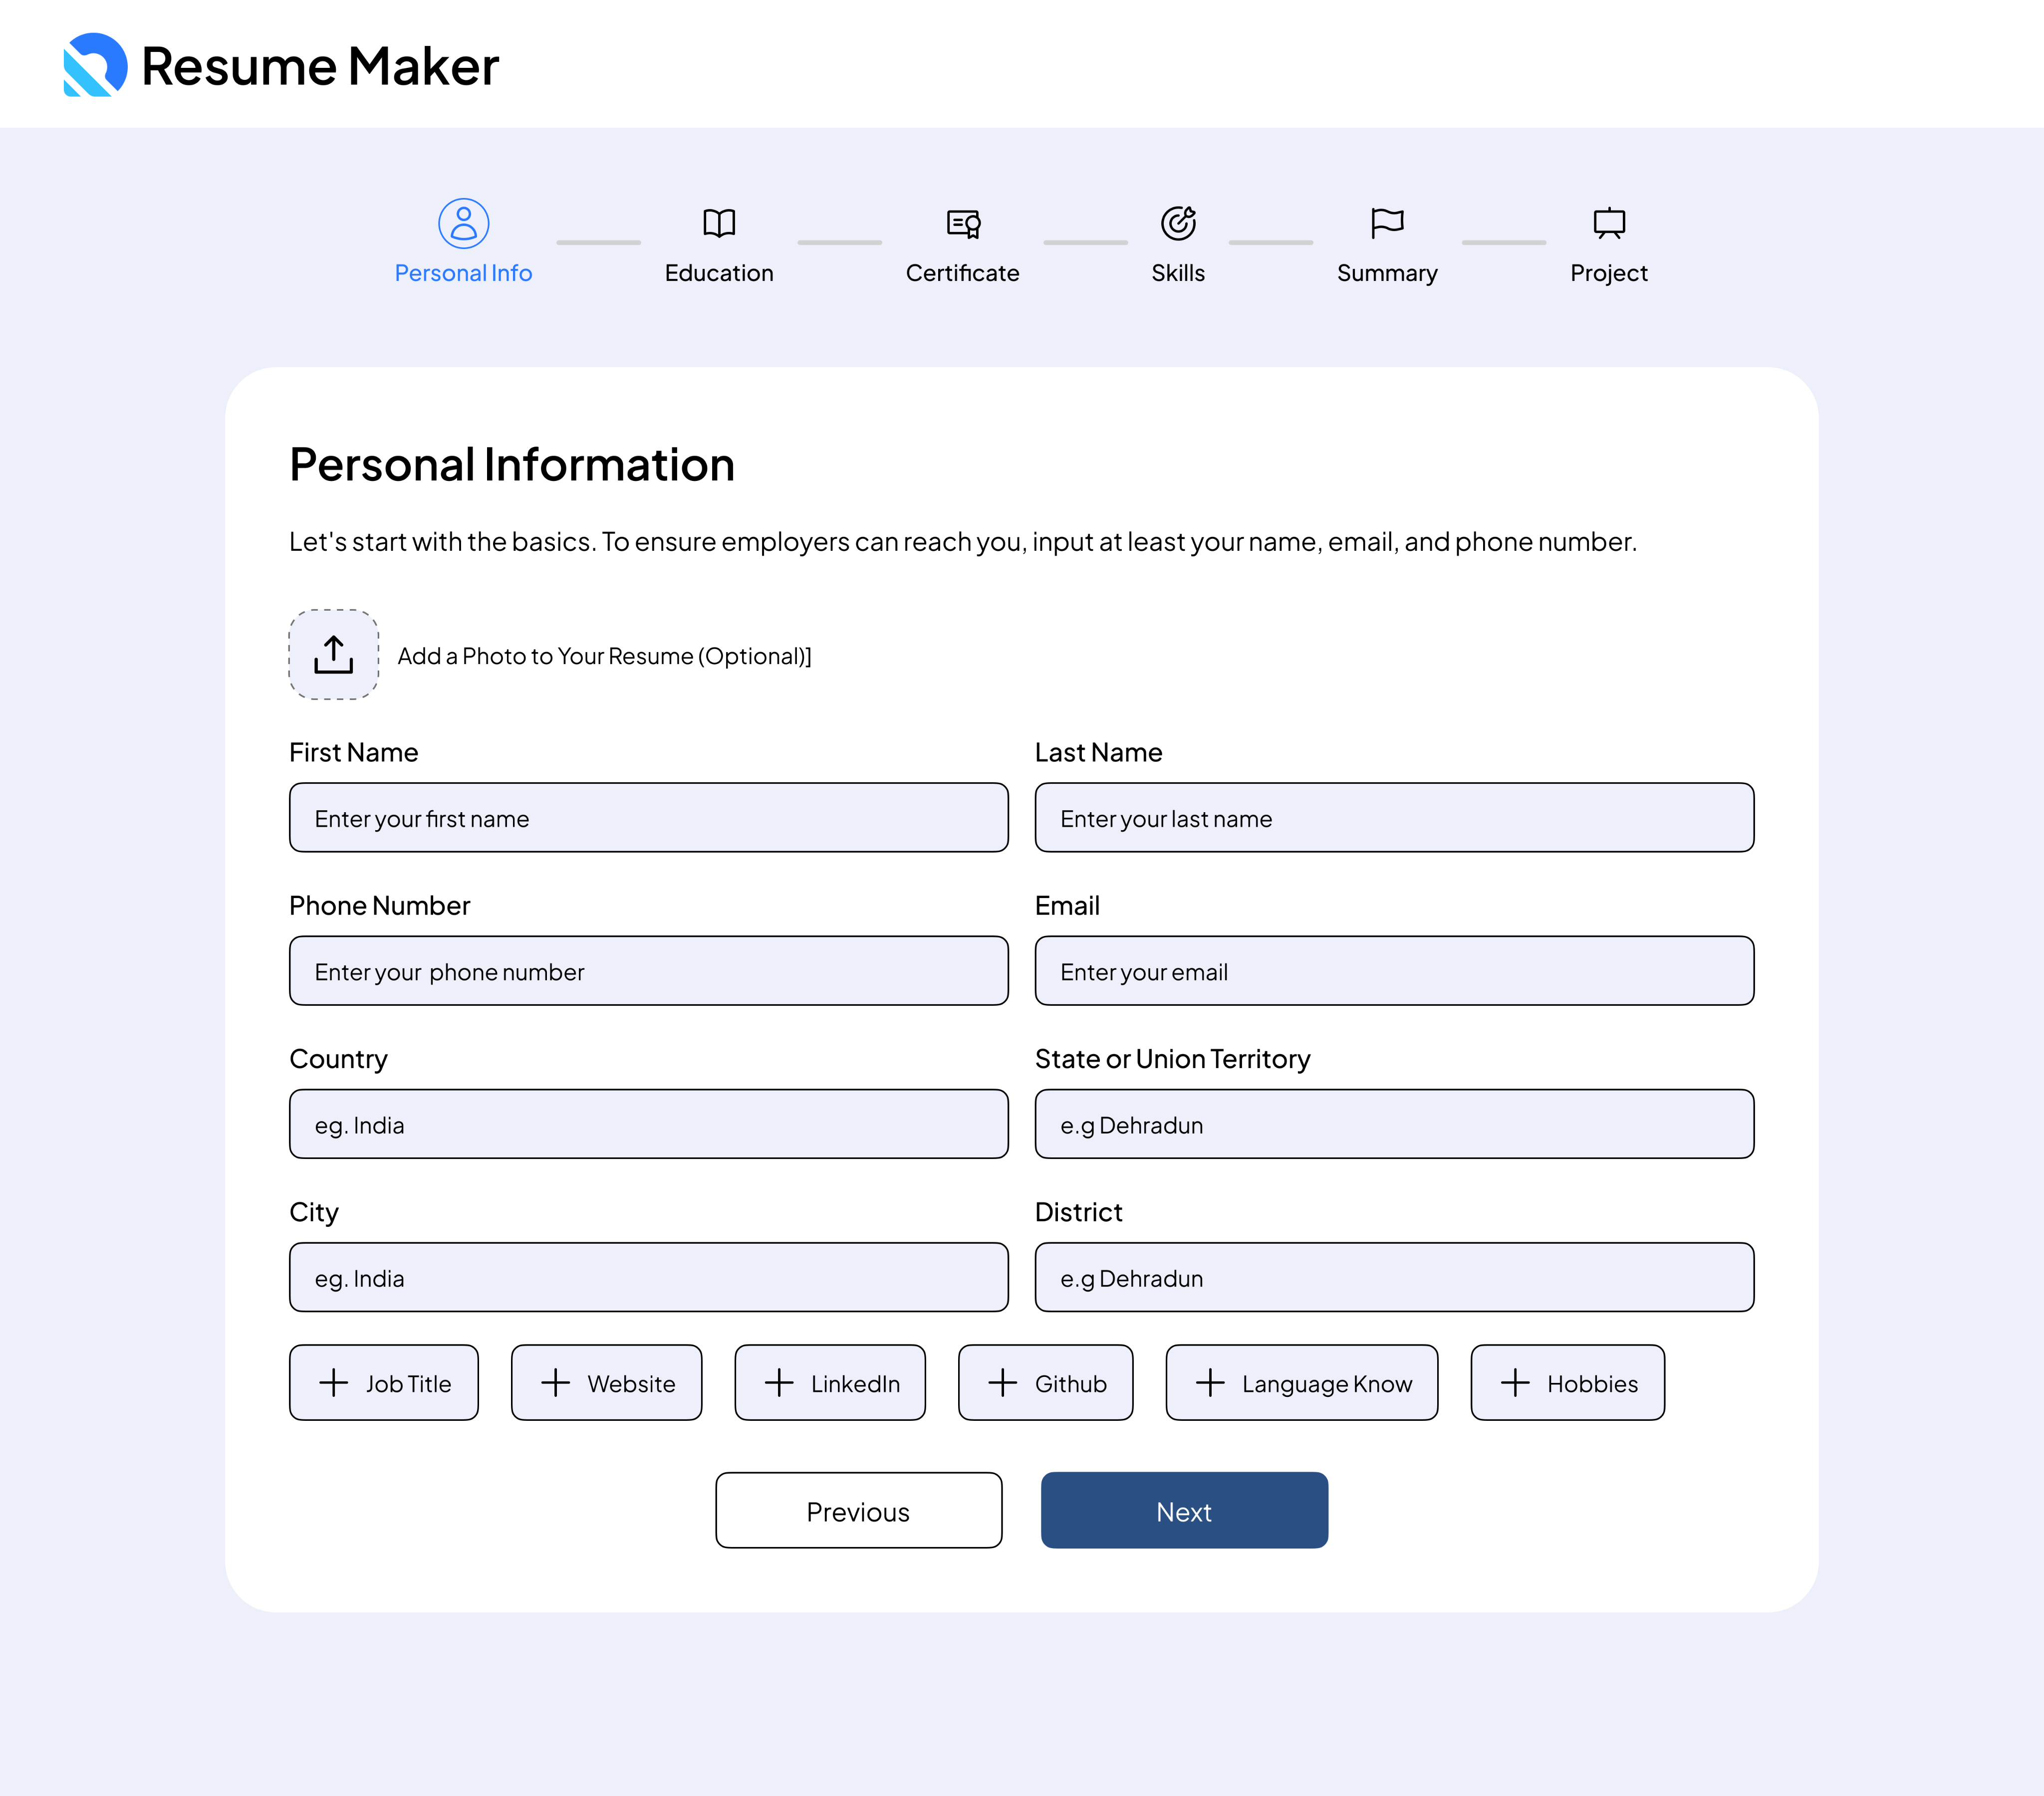 Resume Maker
Personal Info
Education
Certificate
Skills
Summary
Project
Personal Information
Let's start with the basics. To ensure employers can reach you, input at least your name, email, and phone number.
Add a Photo to Your Resume (Optional)]
First Name
Last Name
Enter your first name
Enter your last name
Phone Number
Email
Enter your  phone number
Enter your email
Country
State or Union Territory
eg. India
e.g Dehradun
City
District
eg. India
e.g Dehradun
Job Title
Website
LinkedIn
Github
Language Know
Hobbies
Previous
Next